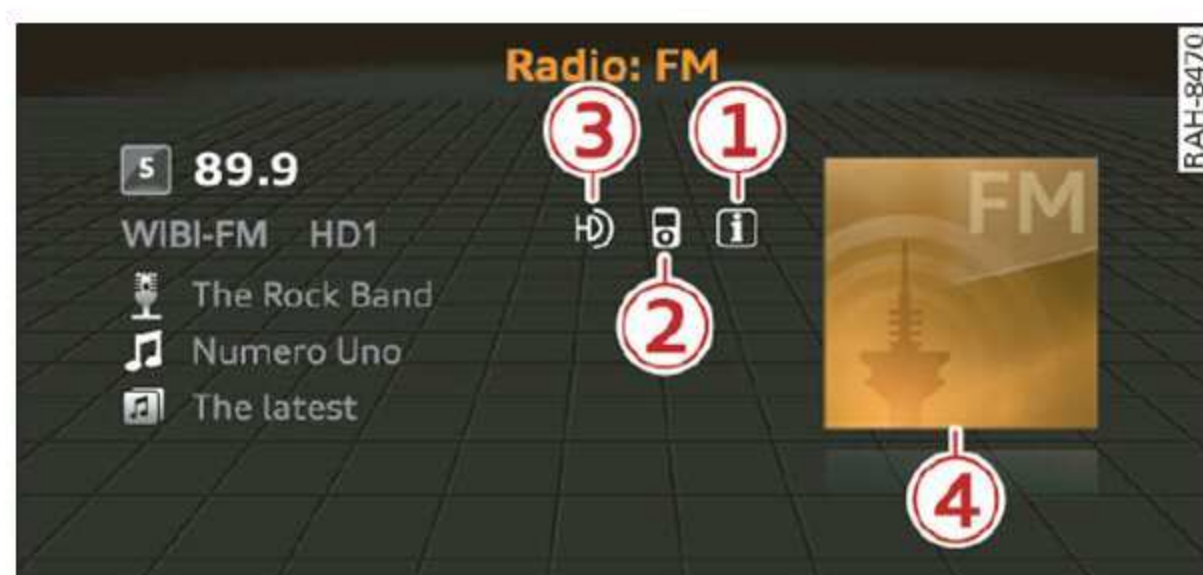 Radio: FM
RAH-8470
3
1
5 89.9
WIBI-FM HD1
HD
i
FM
2
The Rock Band
Numero Uno
The latest
4